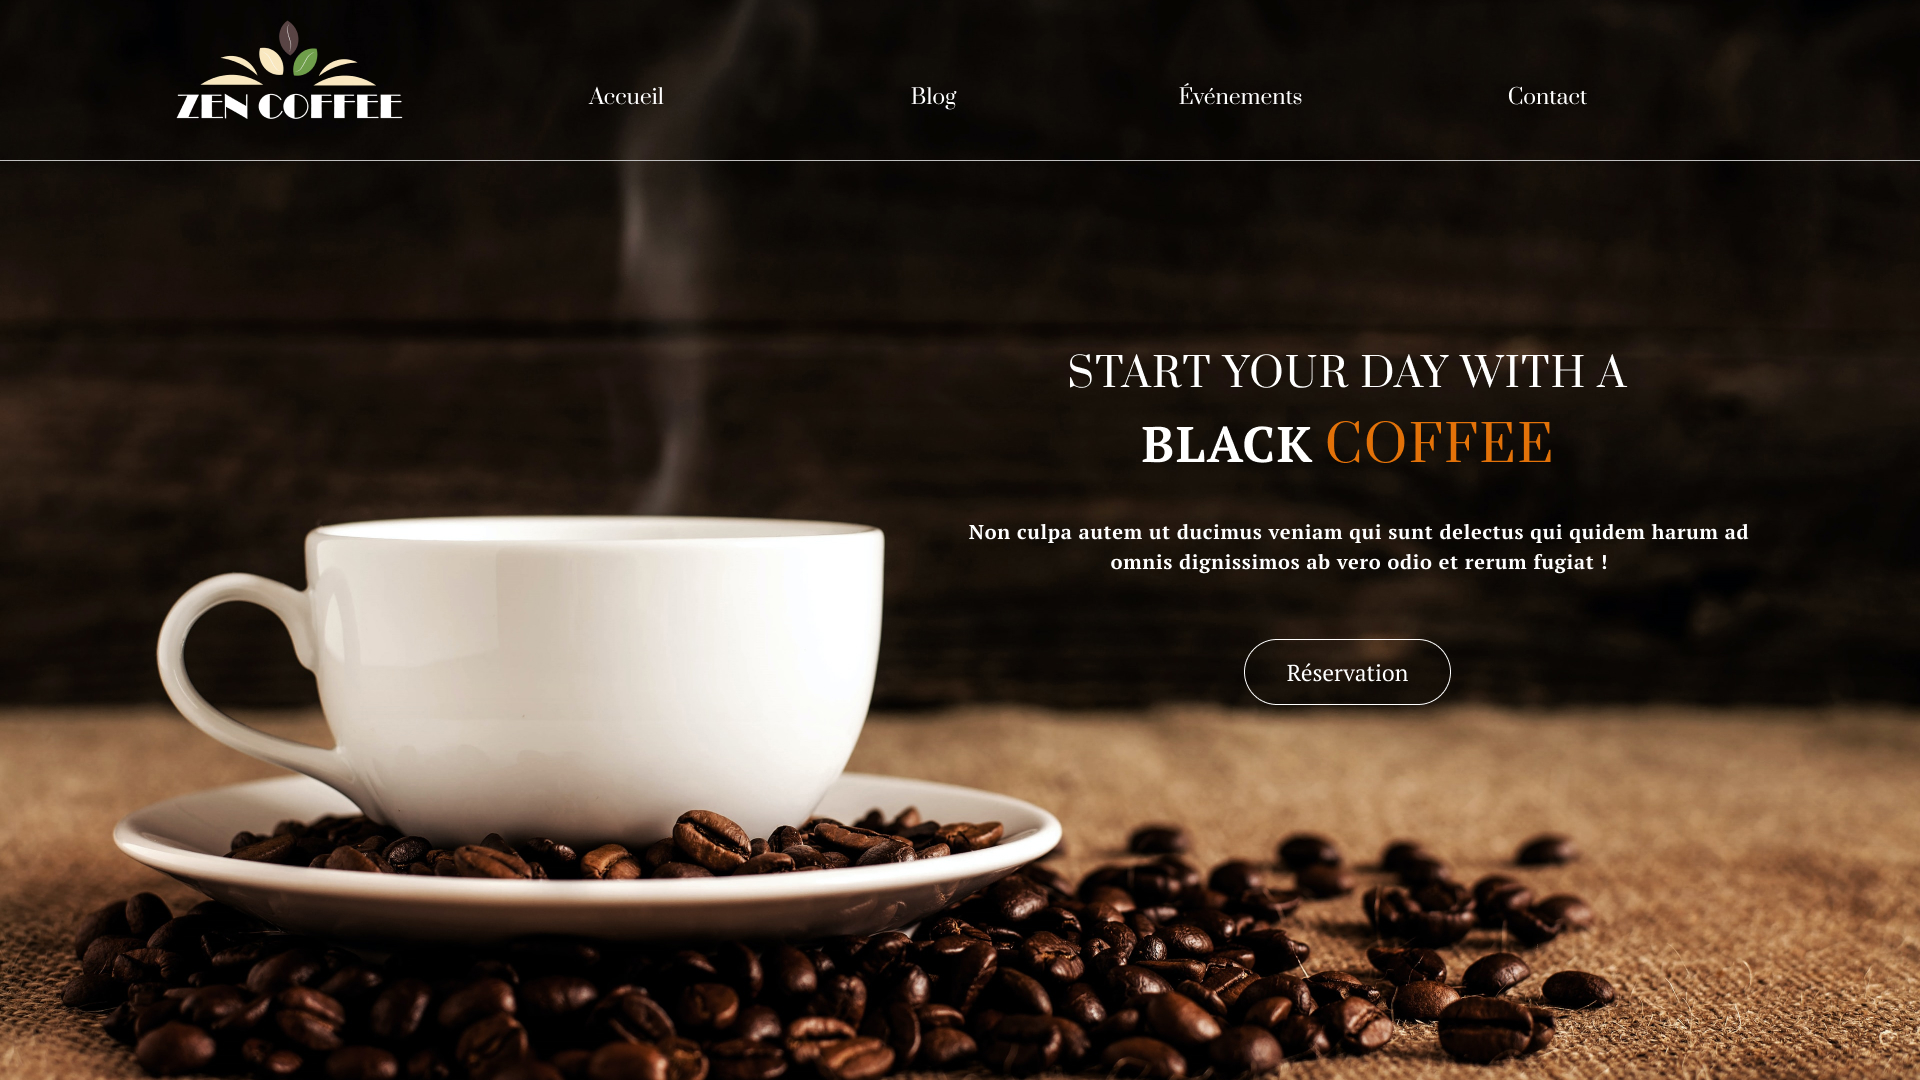 ZEN COFFEE
Accueil
Blog
Événements
Contact
START YOUR DAY WITH A
BLACK COFFEE
Non culpa autem ut ducimus veniam qui sunt delectus qui quidem harum ad
omnis dignissimos ab vero odio et rerum fugiat !
Réservation